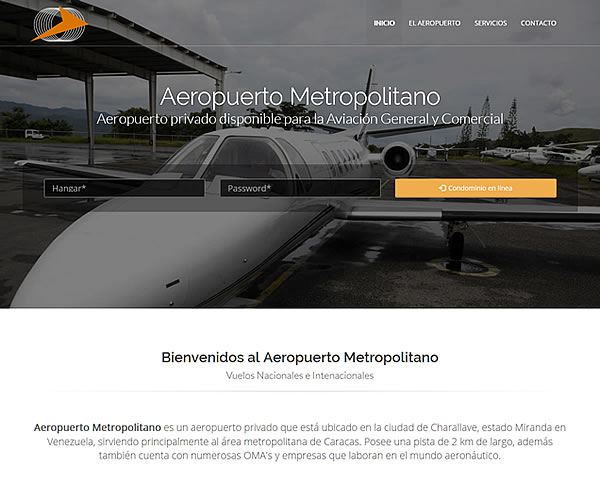 INICIO EL AEROPUERTO SERVICIOS CONTACTO
Aeropuerto Metropolitano
Aeropuerto privado disponible para la Aviación General y Comercial
Hangar* Password* Condominio en línea
Bienvenidos al Aeropuerto Metropolitano
Vuelos Nacionales e Intenacionales
Aeropuerto Metropolitano es un aeropuerto privado que está ubicado en la ciudad de Charallave, estado Miranda en
Venezuela, sirviendo principalmente al área metropolitana de Caracas. Posee una pista de 2 km de largo, además
también cuenta con numerosas OMA's y empresas que laboran en el mundo aeronáutico.